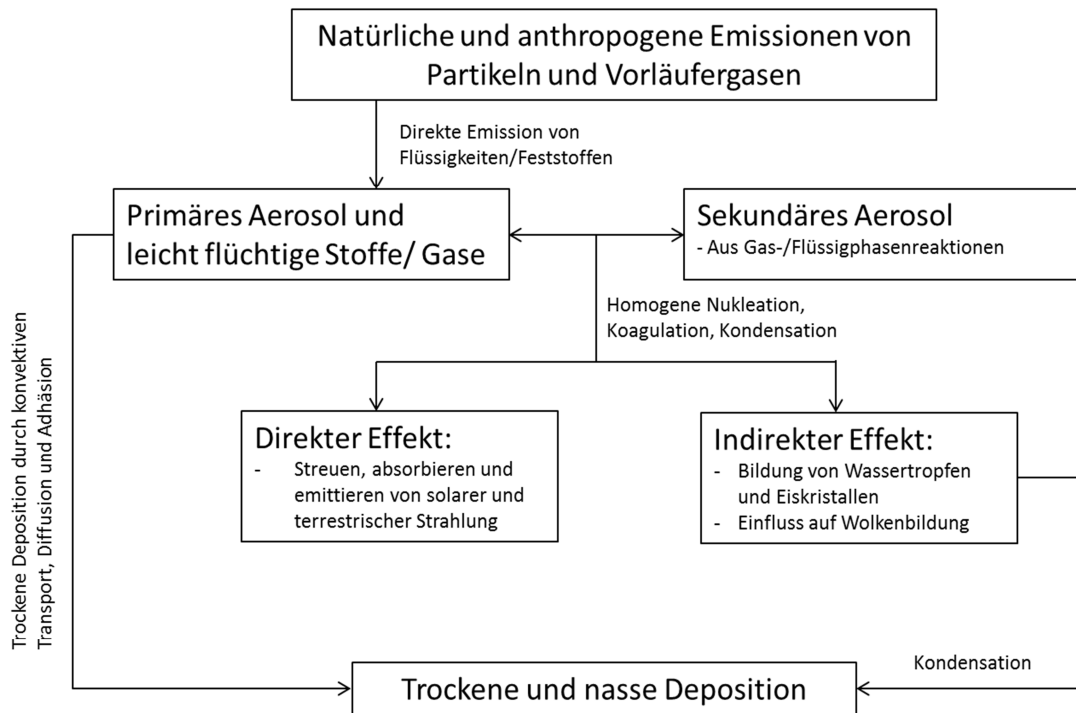 Natürliche und anthropogene Emissionen von
Partikeln und Vorläufergasen
Direkte Emission von
Flüssigkeiten/Feststoffen
Primäres Aerosol und
leicht flüchtige Stoffe/ Gase
Sekundäres Aerosol
- Aus Gas-/Flüssigphasenreaktionen
Homogene Nukleation,
Koagulation, Kondensation
Trockene Deposition durch konvektiven
Transport, Diffusion und Adhäsion
Direkter Effekt:
- Streuen, absorbieren und
emittieren von solarer und
terrestrischer Strahlung
Indirekter Effekt:
- Bildung von Wassertropfen
und Eiskristallen
- Einfluss auf Wolkenbildung
Kondensation
Trockene und nasse Deposition